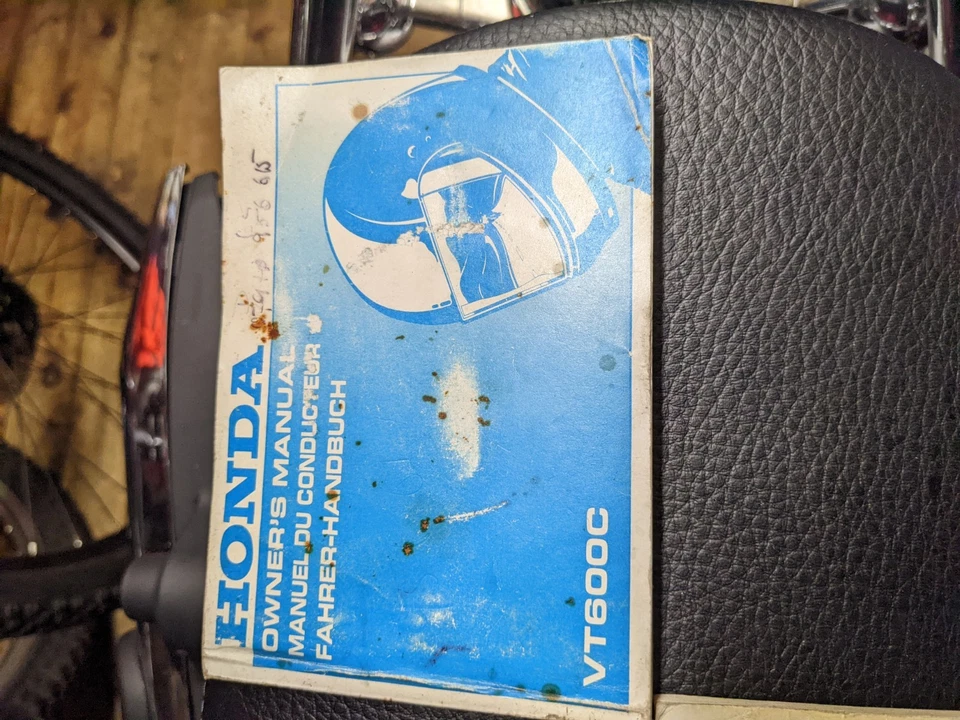 HONDA
OWNER'S MANUAL
MANUEL DU CONDUCTEUR
FAHRER-HANDBUCH
VT600C